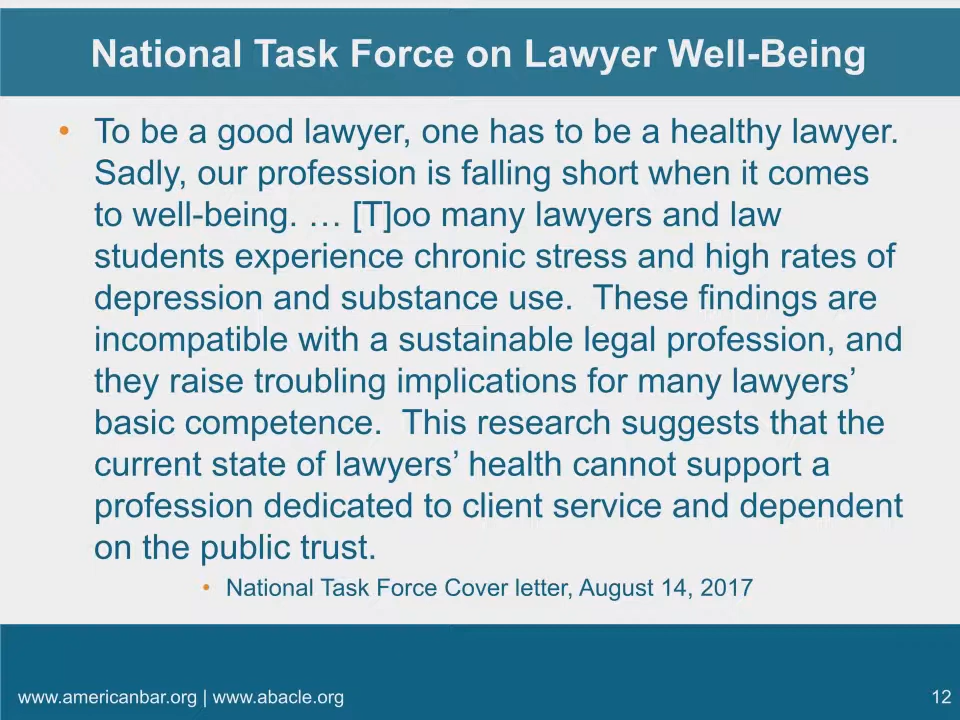 National Task Force on Lawyer Well-Being
• To be a good lawyer, one has to be a healthy lawyer.
Sadly, our profession is falling short when it comes
to well-being. … [T]oo many lawyers and law
students experience chronic stress and high rates of
depression and substance use.  These findings are
incompatible with a sustainable legal profession, and
they raise troubling implications for many lawyers’
basic competence.  This research suggests that the
current state of lawyers’ health cannot support a
profession dedicated to client service and dependent
on the public trust.
• National Task Force Cover letter, August 14, 2017
www.americanbar.org | www.abacle.org
12